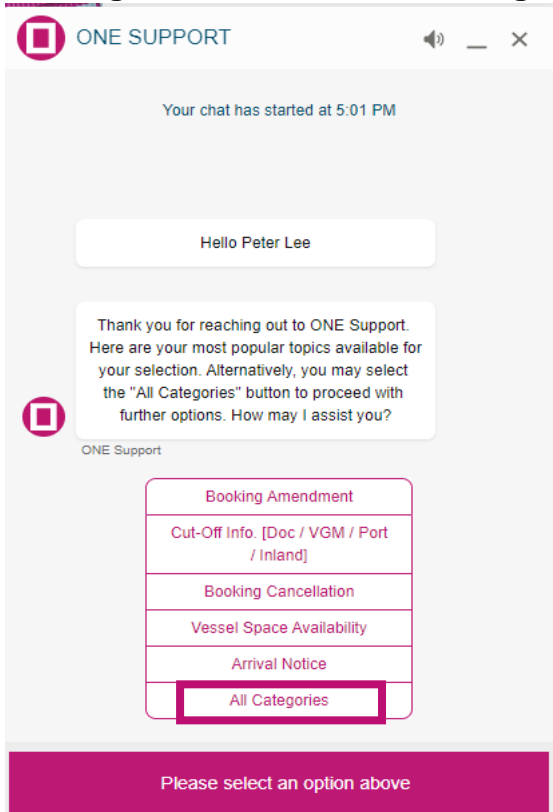 ONE SUPPORT
Your chat has started at 5:01 PM
Hello Peter Lee
Thank you for reaching out to ONE Support.
Here are your most popular topics available for
your selection. Alternatively, you may select
the "All Categories" button to proceed with
further options. How may I assist you?
ONE Support
Booking Amendment
Cut-Off Info. [Doc / VGM / Port
/ Inland]
Booking Cancellation
Vessel Space Availability
Arrival Notice
All Categories
Please select an option above